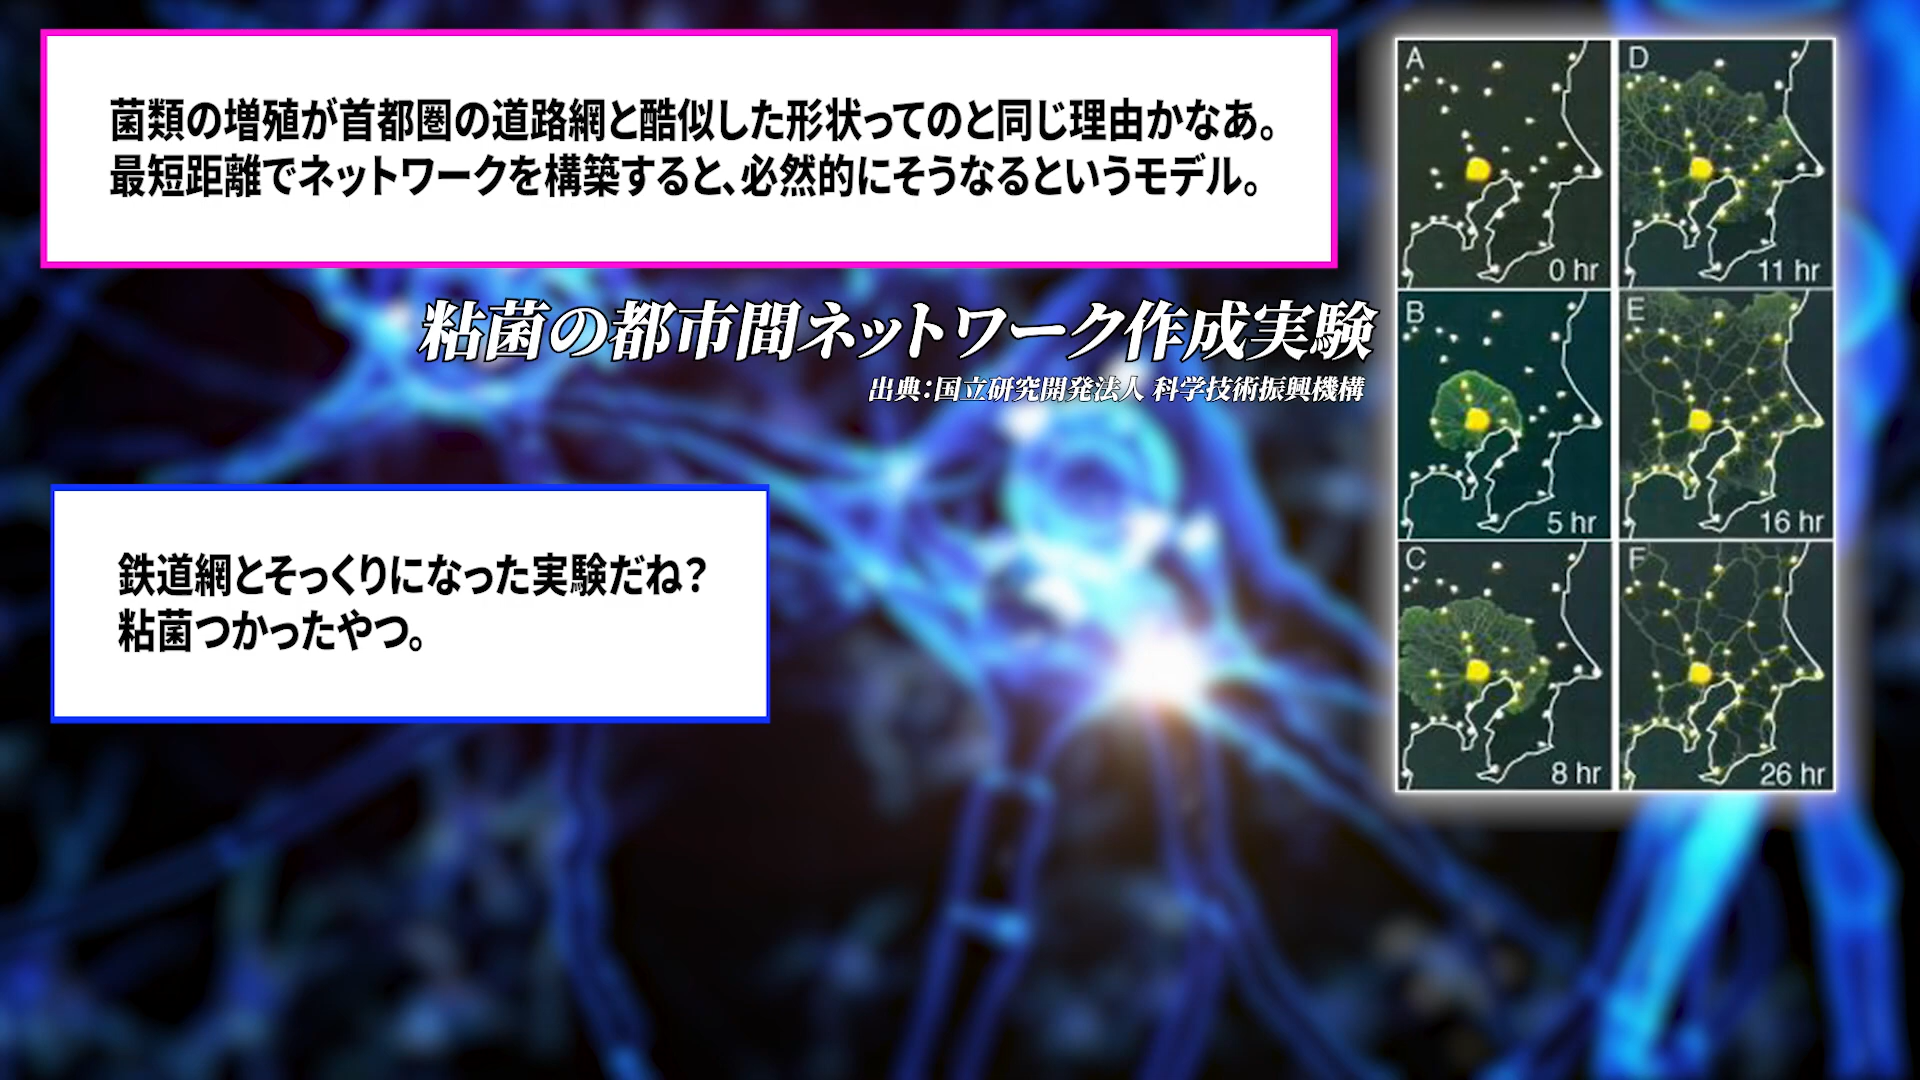 菌類の増殖が首都圏の道路網と酷似した形状ってのと同じ理由かなあ。
最短距離でネットワークを構築すると、必然的にそうなるというモデル。
粘菌の都市間ネットワーク作成実験
出典：国立研究開発法人 科学技術振興機構
鉄道網とそっくりになった実験だね？
粘菌つかったやつ。
A
0 hr
B
5 hr
C
8 hr
D
11 hr
E
16 hr
F
26 hr